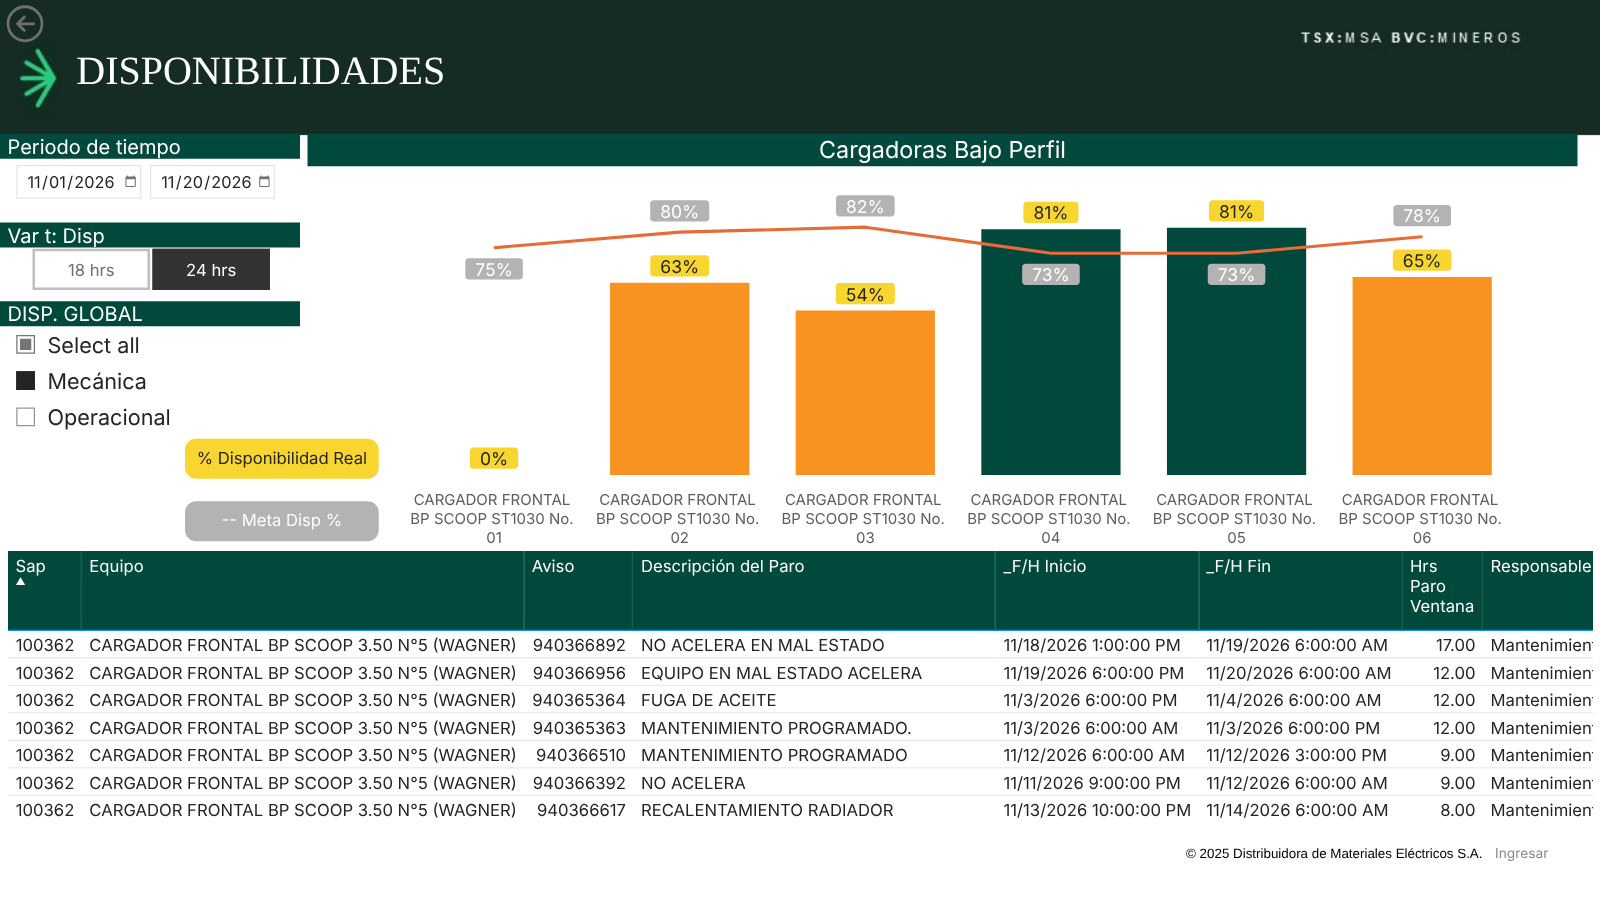 TSX:MSA BVC:MINEROS
DISPONIBILIDADES
Periodo de tiempo
11/01/2026
11/20/2026
Var t: Disp
18 hrs
24 hrs
DISP. GLOBAL
Select all
Mecánica
Operacional
% Disponibilidad Real
-- Meta Disp %
Cargadoras Bajo Perfil
75%
80%
82%
73%
73%
78%
0%
63%
54%
81%
81%
65%
CARGADOR FRONTAL
BP SCOOP ST1030 No.
01
CARGADOR FRONTAL
BP SCOOP ST1030 No.
02
CARGADOR FRONTAL
BP SCOOP ST1030 No.
03
CARGADOR FRONTAL
BP SCOOP ST1030 No.
04
CARGADOR FRONTAL
BP SCOOP ST1030 No.
05
CARGADOR FRONTAL
BP SCOOP ST1030 No.
06
Sap Equipo Aviso Descripción del Paro _F/H Inicio _F/H Fin Hrs Paro Ventana Responsable
100362 CARGADOR FRONTAL BP SCOOP 3.50 N°5 (WAGNER) 940366892 NO ACELERA EN MAL ESTADO 11/18/2026 1:00:00 PM 11/19/2026 6:00:00 AM 17.00 Mantenimien
100362 CARGADOR FRONTAL BP SCOOP 3.50 N°5 (WAGNER) 940366956 EQUIPO EN MAL ESTADO ACELERA 11/19/2026 6:00:00 PM 11/20/2026 6:00:00 AM 12.00 Mantenimien
100362 CARGADOR FRONTAL BP SCOOP 3.50 N°5 (WAGNER) 940365364 FUGA DE ACEITE 11/3/2026 6:00:00 PM 11/4/2026 6:00:00 AM 12.00 Mantenimien
100362 CARGADOR FRONTAL BP SCOOP 3.50 N°5 (WAGNER) 940365363 MANTENIMIENTO PROGRAMADO. 11/3/2026 6:00:00 AM 11/3/2026 6:00:00 PM 12.00 Mantenimien
100362 CARGADOR FRONTAL BP SCOOP 3.50 N°5 (WAGNER) 940366510 MANTENIMIENTO PROGRAMADO 11/12/2026 6:00:00 AM 11/12/2026 3:00:00 PM 9.00 Mantenimien
100362 CARGADOR FRONTAL BP SCOOP 3.50 N°5 (WAGNER) 940366392 NO ACELERA 11/11/2026 9:00:00 PM 11/12/2026 6:00:00 AM 9.00 Mantenimien
100362 CARGADOR FRONTAL BP SCOOP 3.50 N°5 (WAGNER) 940366617 RECALENTAMIENTO RADIADOR 11/13/2026 10:00:00 PM 11/14/2026 6:00:00 AM 8.00 Mantenimien
© 2025 Distribuidora de Materiales Eléctricos S.A. Ingresar